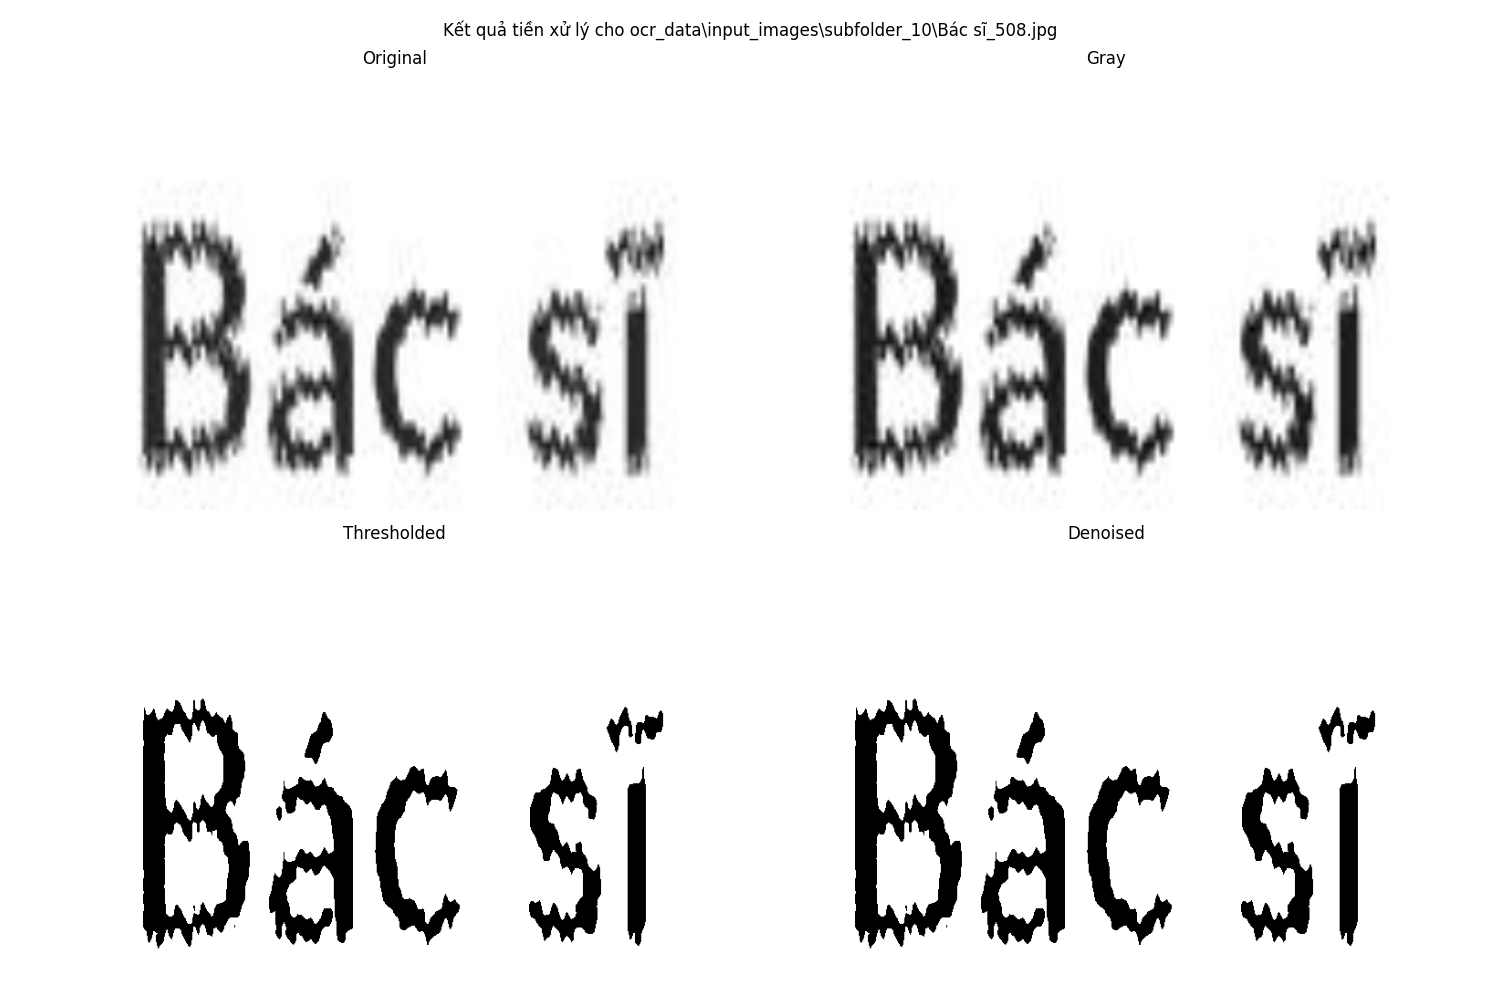 Kết quả tiền xử lý cho ocr_data\input_images\subfolder_10\Bác sĩ_508.jpg
Original
Gray
Bác sĩ
Bác sĩ
Thresholded
Denoised
Bác sĩ
Bác sĩ